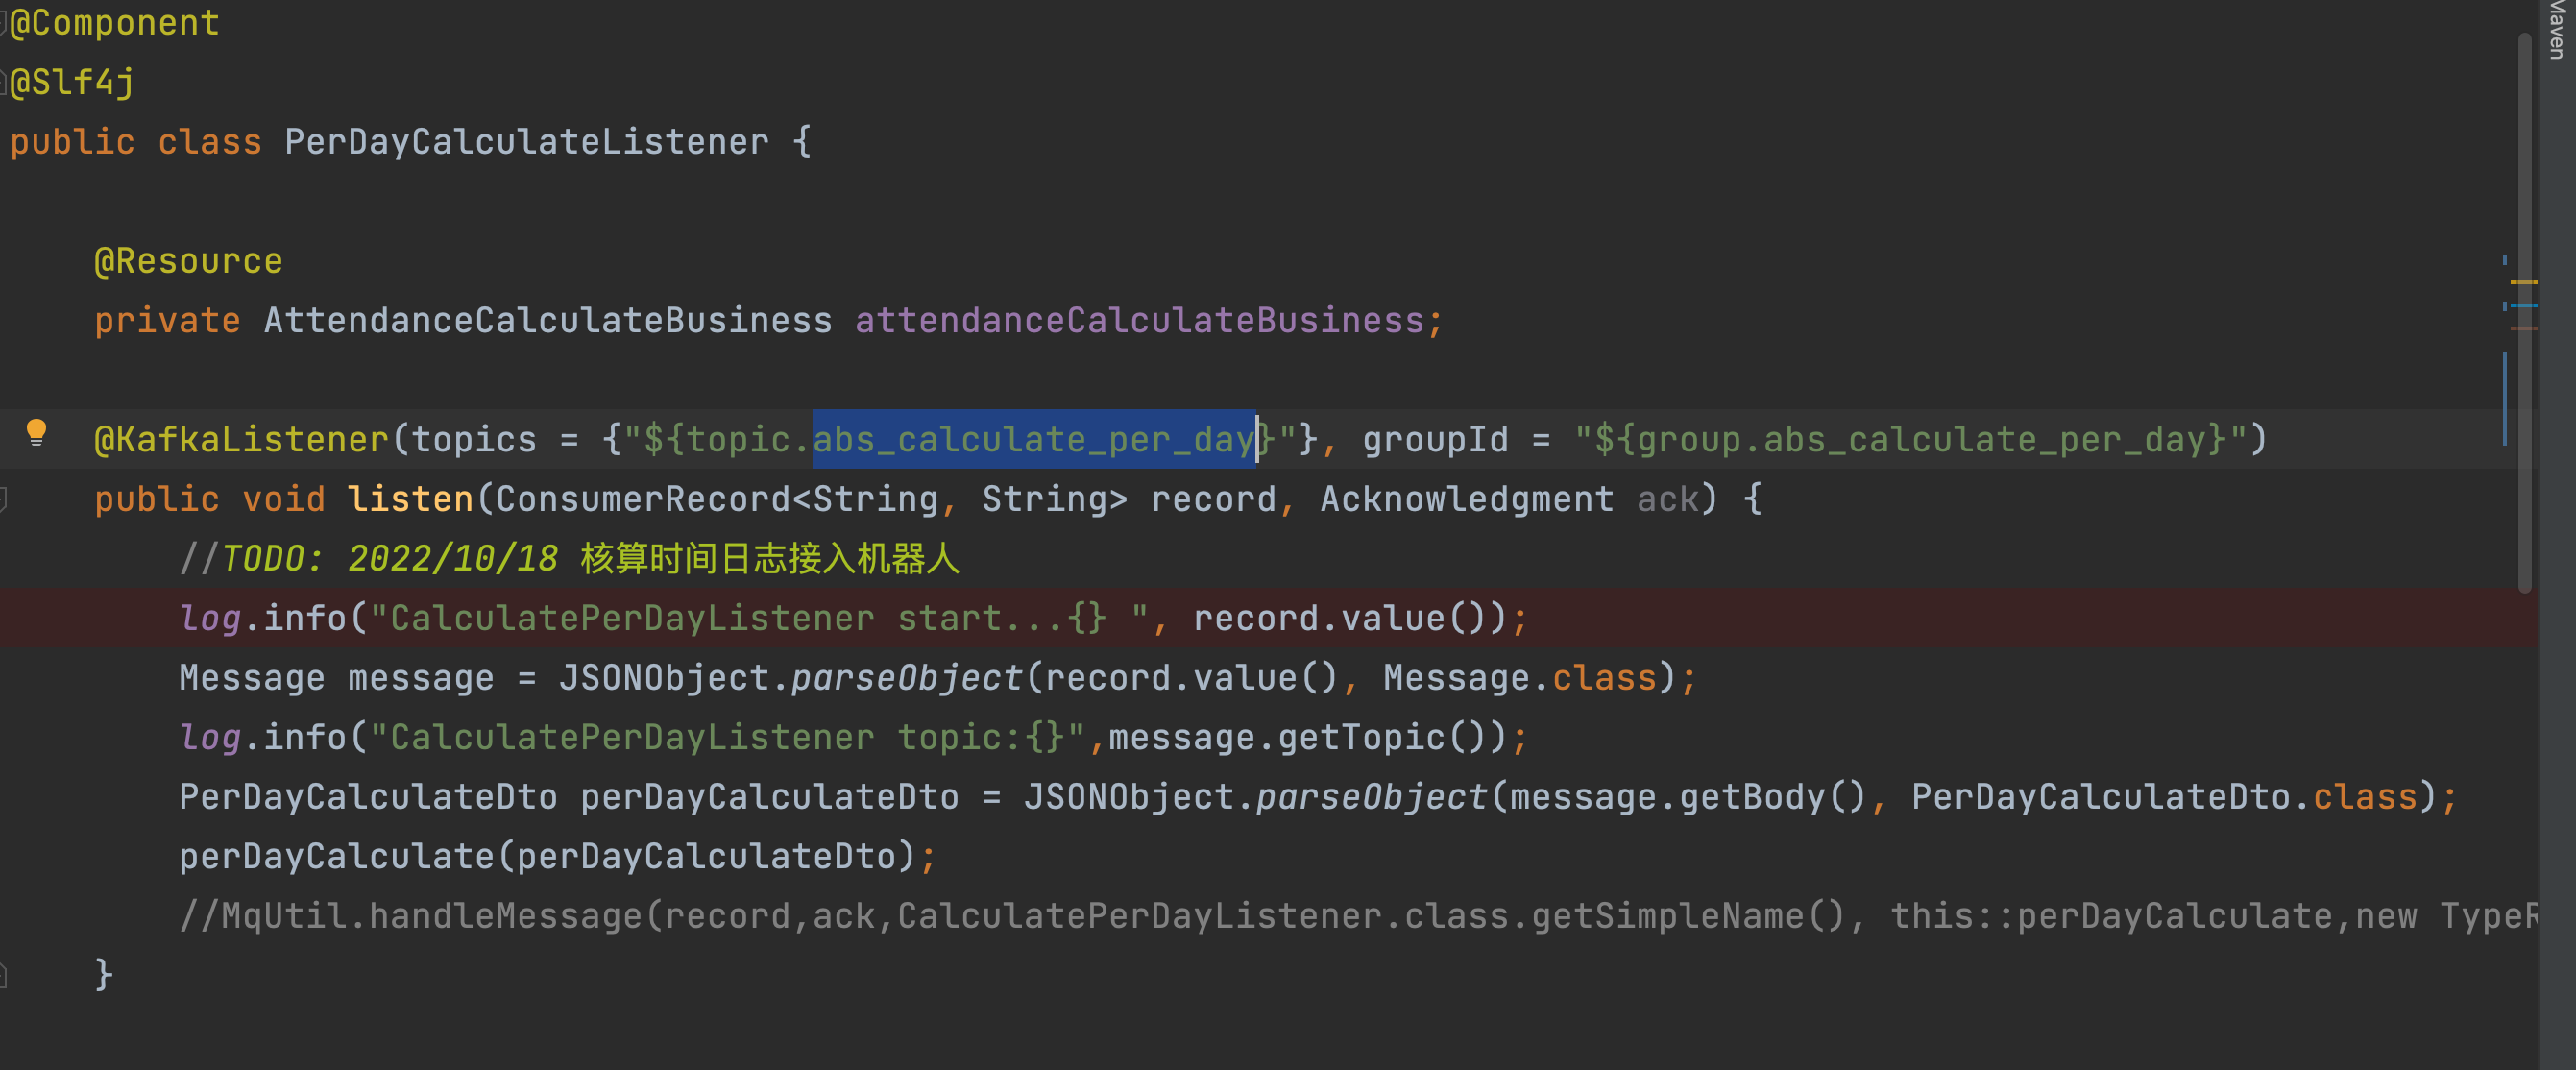 @Component
@Slf4j
public class PerDayCalculateListener {
@Resource
private AttendanceCalculateBusiness attendanceCalculateBusiness;
@KafkaListener(topics = {"${topic.abs_calculate_per_day}"}, groupId = "${group.abs_calculate_per_day}")
public void listen(ConsumerRecord<String, String> record, Acknowledgment ack) {
//TODO: 2022/10/18 核算时间日志接入机器人
log.info("CalculatePerDayListener start...{} ", record.value());
Message message = JSONObject.parseObject(record.value(), Message.class);
log.info("CalculatePerDayListener topic:{}",message.getTopic());
PerDayCalculateDto perDayCalculateDto = JSONObject.parseObject(message.getBody(), PerDayCalculateDto.class);
perDayCalculate(perDayCalculateDto);
//MqUtil.handleMessage(record,ack,CalculatePerDayListener.class.getSimpleName(), this::perDayCalculate,new TypeR
}
Maven